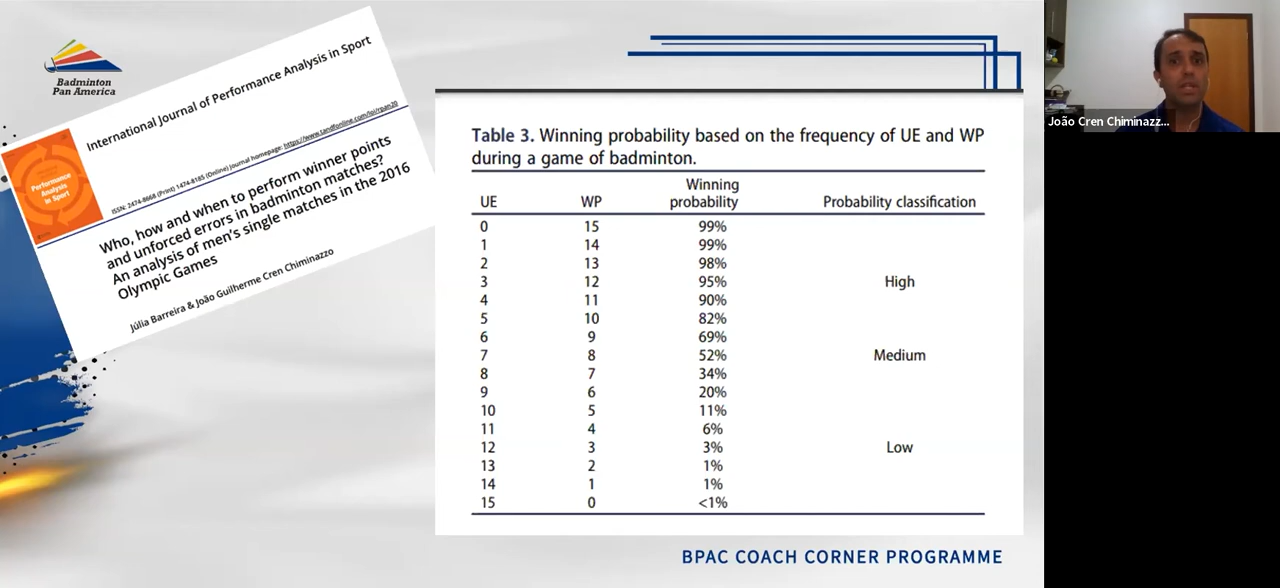 Badminton
Pan America
International Journal of Performance Analysis in Sport
Performance
Analysis
in Sport
ISSN: 2474-8668 (Print) 1474-8185 (Online) Journal homepage: https://www.tandfonline.com/loi/rpan20
Who, how and when to perform winner points
and unforced errors in badminton matches?
An analysis of men's single matches in the 2016
Olympic Games
Júlia Barreira & João Guilherme Cren Chiminazzo
Table 3. Winning probability based on the frequency of UE and WP
during a game of badminton.
UE WP Winning probability Probability classification
0 15 99%
1 14 99%
2 13 98%
3 12 95% High
4 11 90%
5 10 82%
6 9 69%
7 8 52% Medium
8 7 34%
9 6 20%
10 5 11%
11 4 6%
12 3 3% Low
13 2 1%
14 1 1%
15 0 <1%
BPAC COACH CORNER PROGRAMME
João Cren Chiminazz...